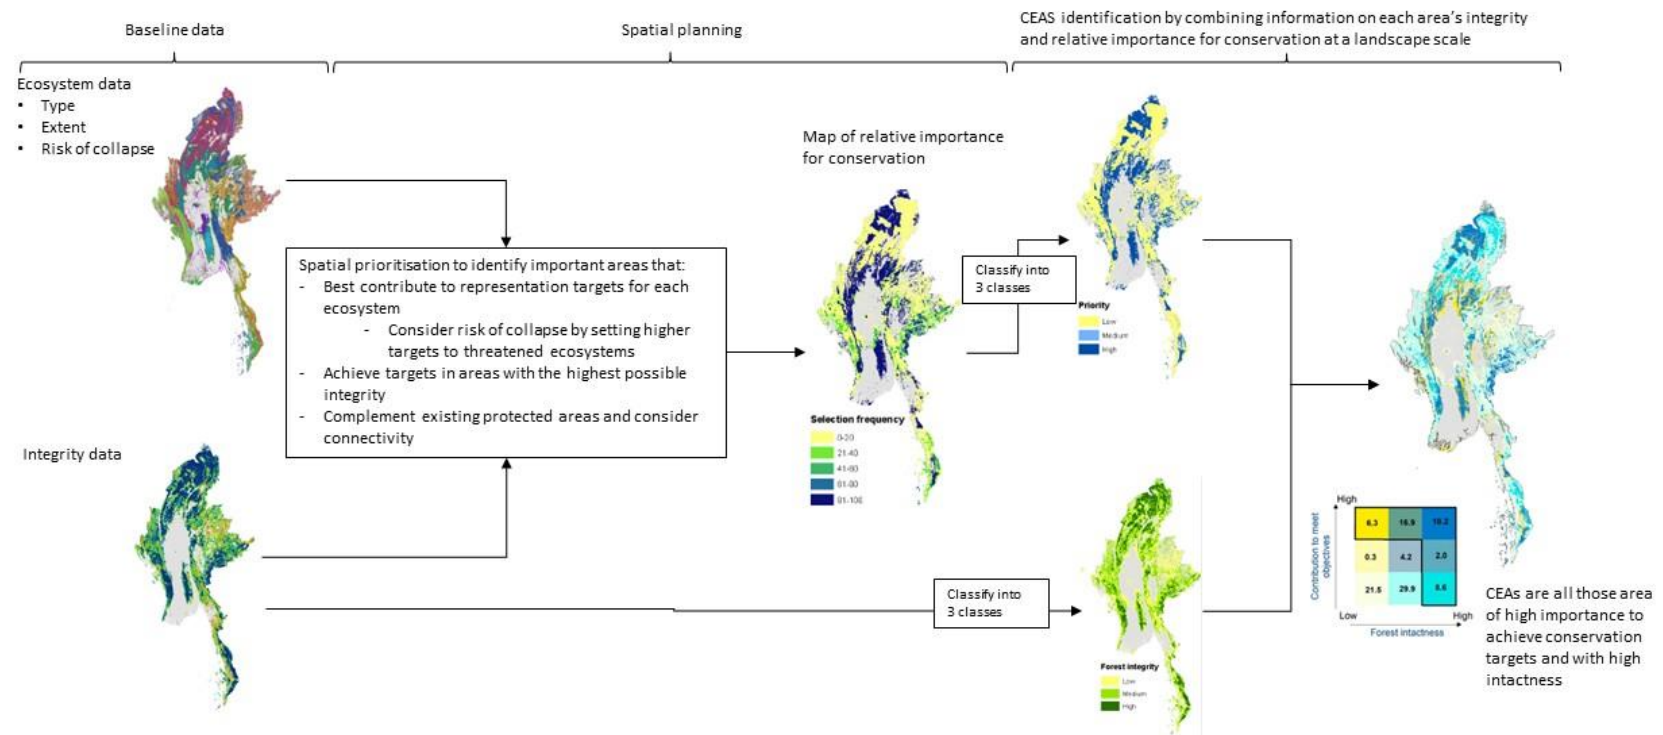 Baseline data
Spatial planning
CEAS identification by combining information on each area's integrity
and relative importance for conservation at a landscape scale
Ecosystem data
• Type
• Extent
• Risk of collapse
Integrity data
Spatial prioritisation to identify important areas that:
- Best contribute to representation targets for each
ecosystem
- Consider risk of collapse by setting higher
targets to threatened ecosystems
- Achieve targets in areas with the highest possible
integrity
- Complement existing protected areas and consider
connectivity
Map of relative importance
for conservation
Selection frequency
0-20
21-40
41-60
61-80
81-100
Classify into
3 classes
Priority
Low
Medium
High
Classify into
3 classes
Forest integrity
Low
Medium
High
High
Contribution to meet
objectives
6.3 16.9 10.2
0.3 4.2 2.0
21.5 29.9 8.6
Low High
Forest intactness
CEAs are all those area
of high importance to
achieve conservation
targets and with high
intactness